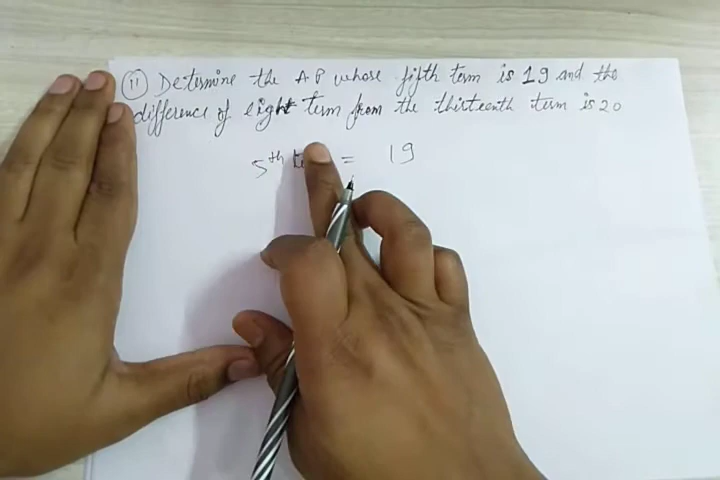 11 Determine the AP whose fifth term is 19 and the
difference of eight term from the thirteenth term is 20
5th = 19